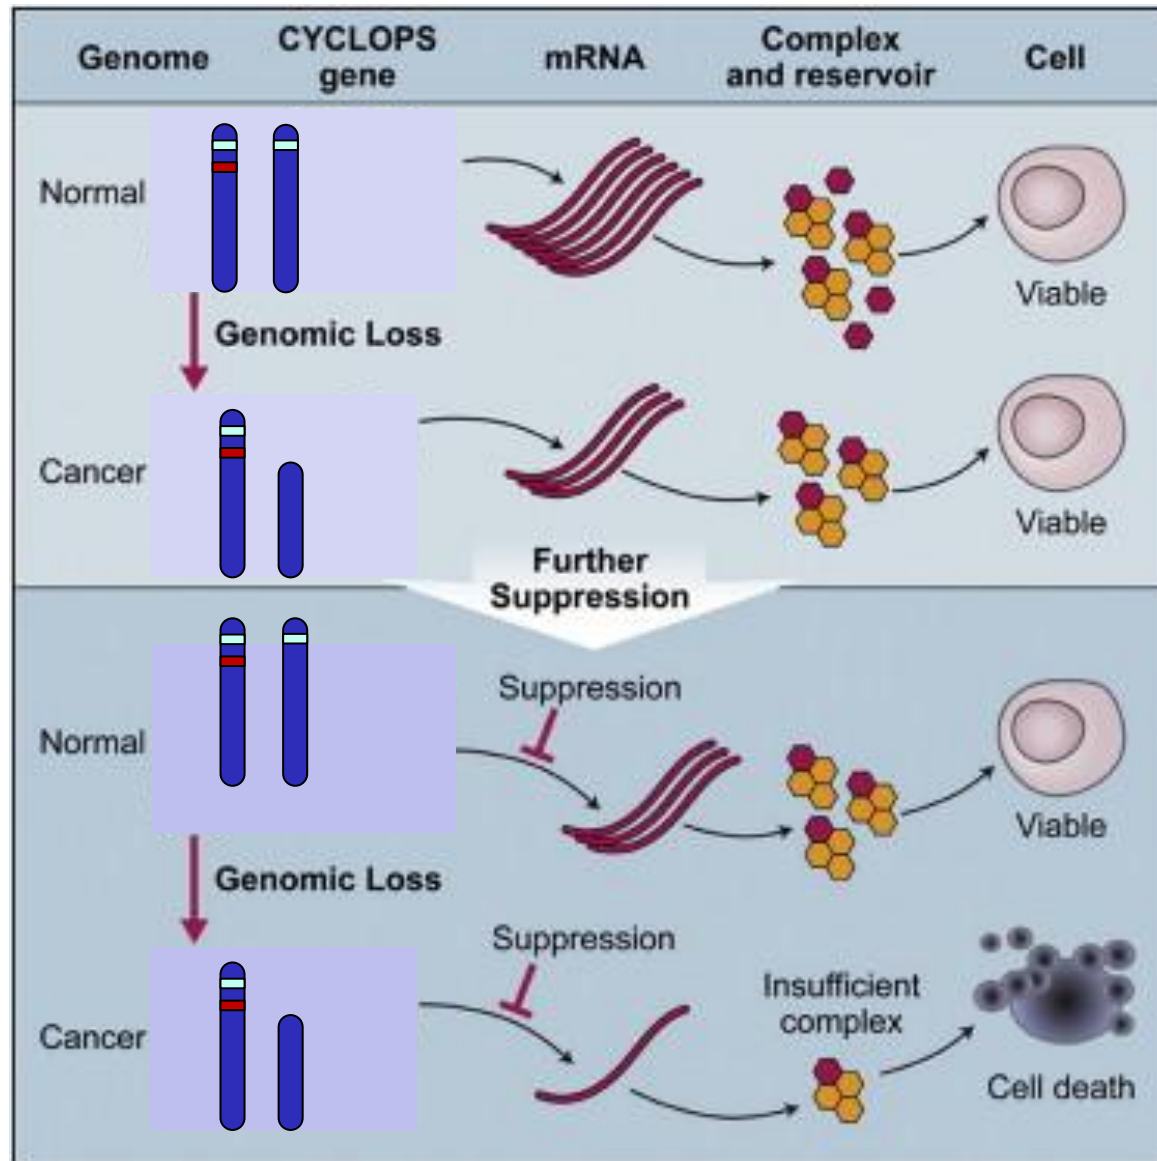 Genome
CYCLOPS
gene
mRNA
Complex
and reservoir
Cell
Normal
Viable
Genomic Loss
Cancer
Viable
Further
Suppression
Suppression
Normal
Viable
Genomic Loss
Suppression
Insufficient
complex
Cancer
Cell death